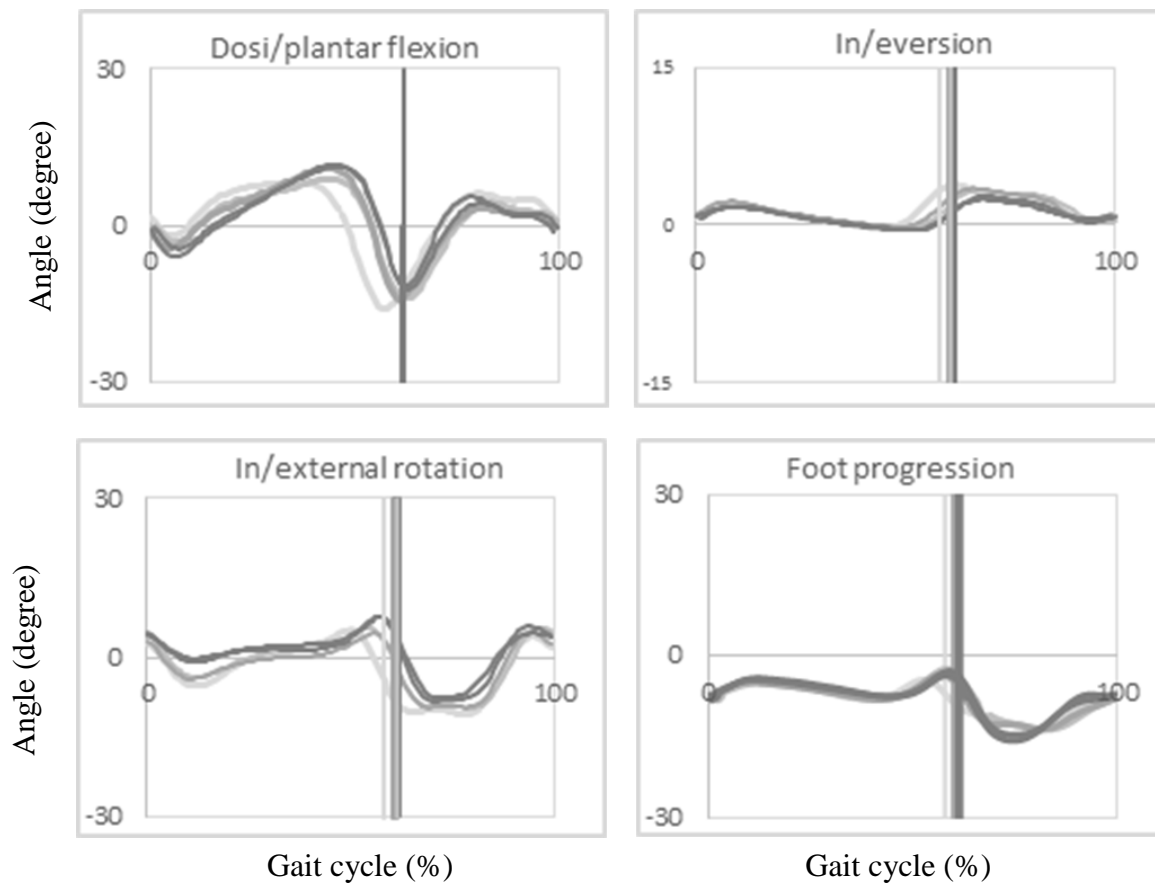 Dosi/plantar flexion
30
0
-30
0
100
Angle (degree)
In/eversion
15
0
-15
0
100
In/external rotation
30
0
-30
0
100
Angle (degree)
Gait cycle (%)
Foot progression
30
0
-30
0
100
Gait cycle (%)